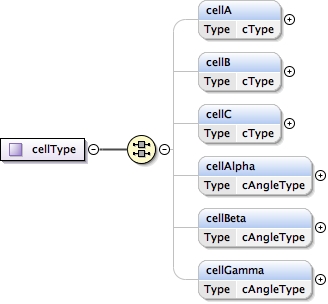 cellA
Type cType
cellB
Type cType
cellC
Type cType
cellType
cellAlpha
Type cAngleType
cellBeta
Type cAngleType
cellGamma
Type cAngleType